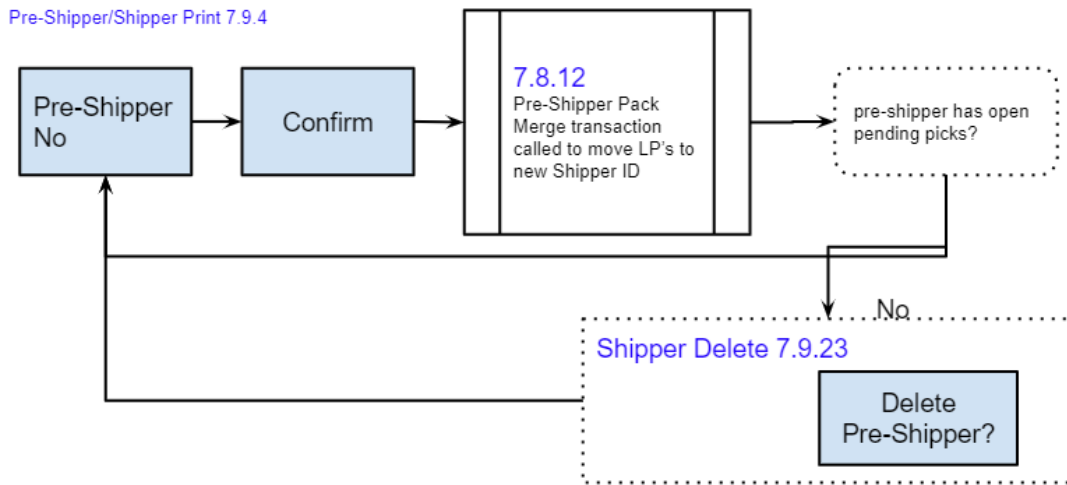 Pre-Shipper/Shipper Print 7.9.4
Pre-Shipper
No
Confirm
7.8.12
Pre-Shipper Pack
Merge transaction
called to move LP's to
new Shipper ID
pre-shipper has open
pending picks?
No
Shipper Delete 7.9.23
Delete
Pre-Shipper?